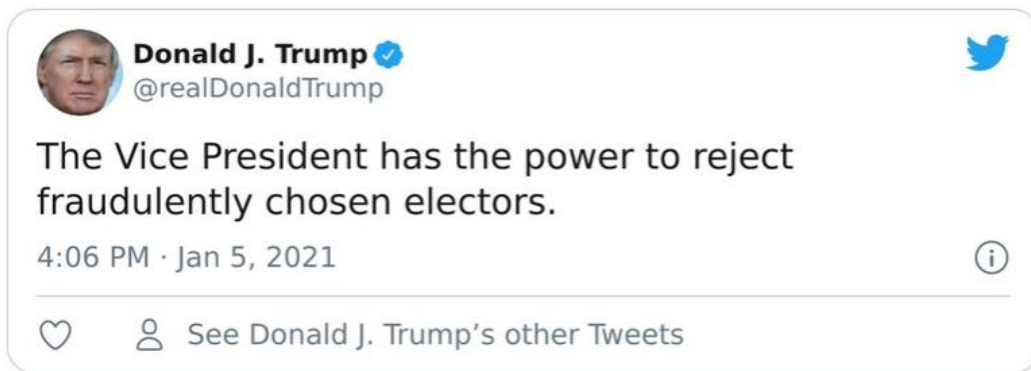 Donald J. Trump
@realDonaldTrump
The Vice President has the power to reject
fraudulently chosen electors.
4:06 PM · Jan 5, 2021
See Donald J. Trump’s other Tweets